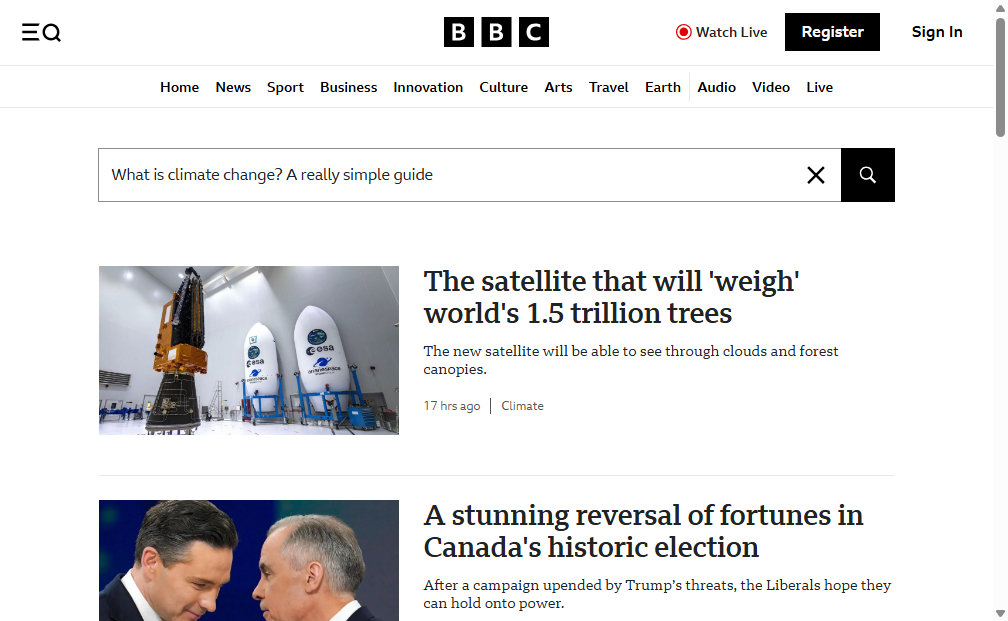 BBC
Watch Live
Register
Sign In
Home
News
Sport
Business
Innovation
Culture
Arts
Travel
Earth
Audio
Video
Live
What is climate change? A really simple guide
esa
arianespace
esa
arianespace
The satellite that will 'weigh'
world's 1.5 trillion trees
The new satellite will be able to see through clouds and forest
canopies.
17 hrs ago
Climate
A stunning reversal of fortunes in
Canada's historic election
After a campaign upended by Trump’s threats, the Liberals hope they
can hold onto power.